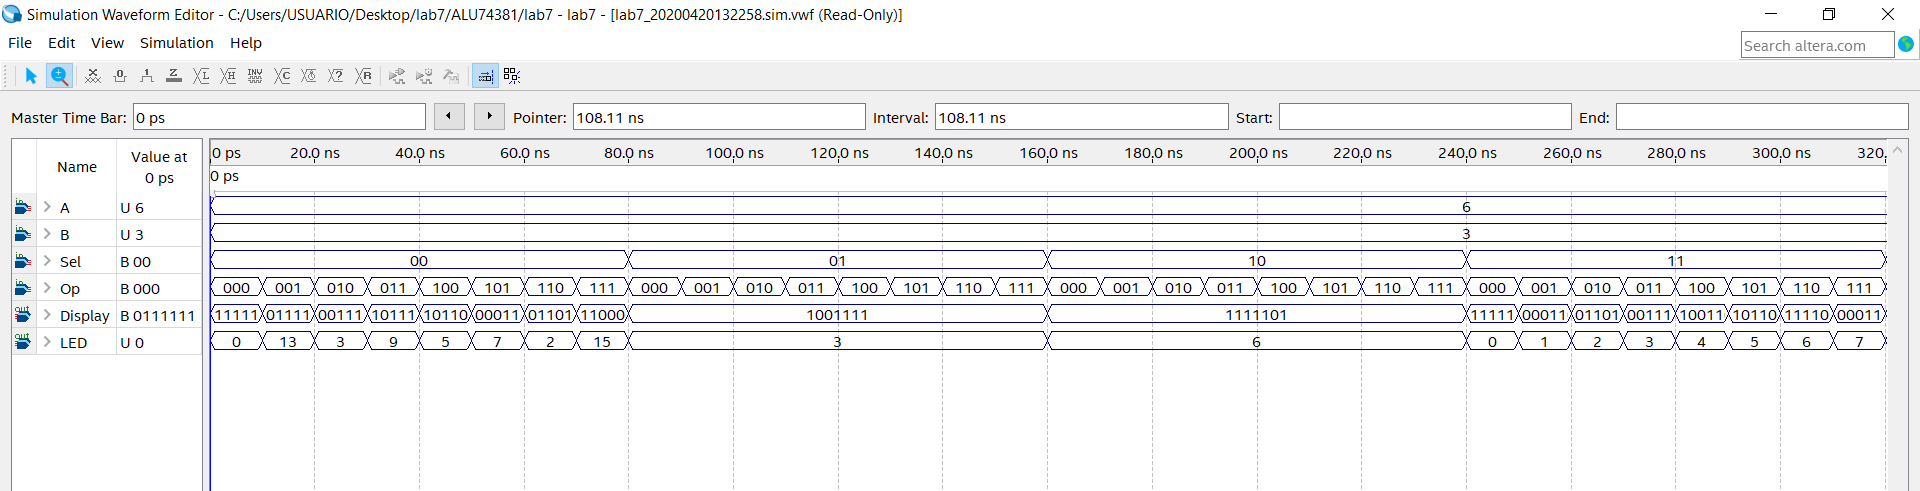 Simulation Waveform Editor - C:/Users/USUARIO/Desktop/lab7/ALU74381/lab7 - lab7 - [lab7_20200420132258.sim.vwf (Read-Only)]
File Edit View Simulation Help
Search altera.com
Master Time Bar: 0 ps Pointer: 108.11 ns Interval: 108.11 ns Start: End:
Name Value at 0 ps
0 ps 20.0 ns 40.0 ns 60.0 ns 80.0 ns 100.0 ns 120.0 ns 140.0 ns 160.0 ns 180.0 ns 200.0 ns 220.0 ns 240.0 ns 260.0 ns 280.0 ns 300.0 ns 320.
0 ps
A U 6 6
B U 3 3
Sel B 00 00 01 10 11
Op B 000 000 001 010 011 100 101 110 111 000 001 010 011 100 101 110 111 000 001 010 011 100 101 110 111 000 001 010 011 100 101 110 111
Display B 0111111 11111 01111 00111 10111 10110 00011 01101 11000 1001111 1111101 11111 00011 01101 00111 10011 10110 11110 00011
LED U 0 0 13 3 9 5 7 2 15 3 6 0 1 2 3 4 5 6 7